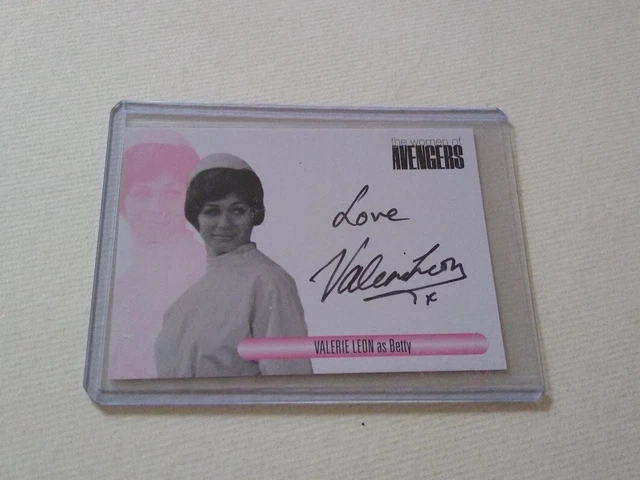 the women of
AVENGERS
Love
Valerie Leon
x
VALERIE LEON as Betty